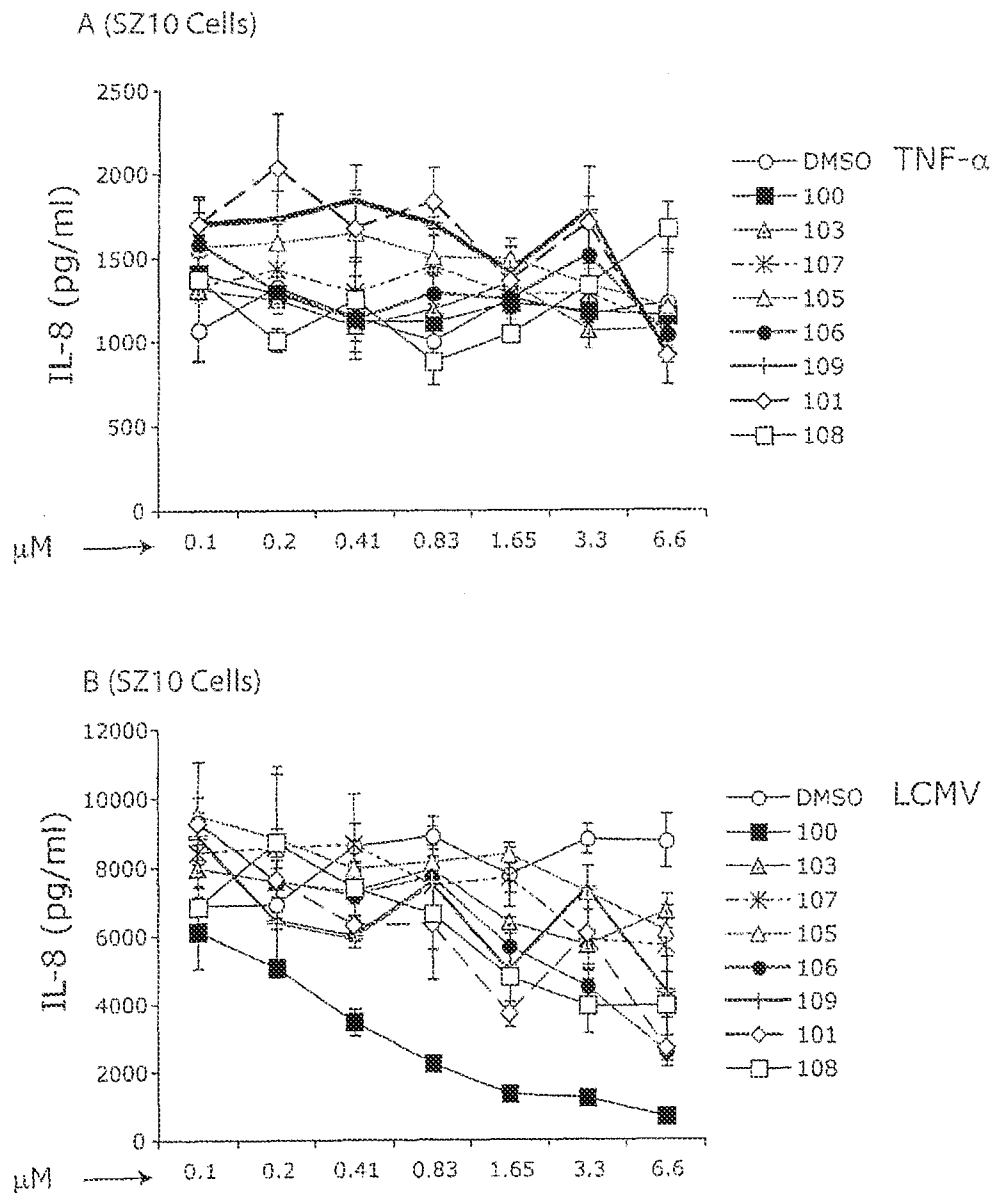 A (SZ10 Cells)
2500
2000
1500
1000
500
0
IL-8 (pg/ml)
μM
0.1 0.2 0.41 0.83 1.65 3.3 6.6
DMSO TNF-α
100
103
107
105
106
109
101
108
B (SZ10 Cells)
12000
10000
8000
6000
4000
2000
0
IL-8 (pg/ml)
μM
0.1 0.2 0.41 0.83 1.65 3.3 6.6
DMSO LCMV
100
103
107
105
106
109
101
108